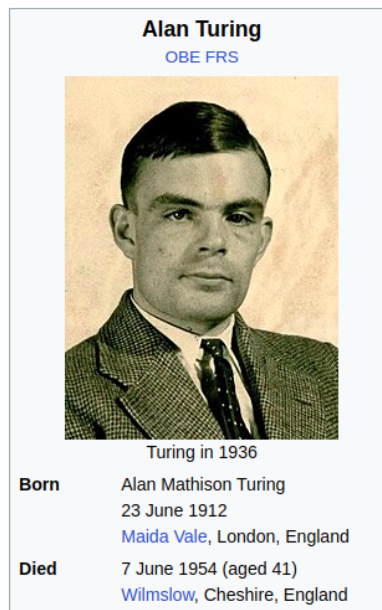 Alan Turing
OBE FRS
Turing in 1936
Born Alan Mathison Turing
23 June 1912
Maida Vale, London, England
Died 7 June 1954 (aged 41)
Wilmslow, Cheshire, England